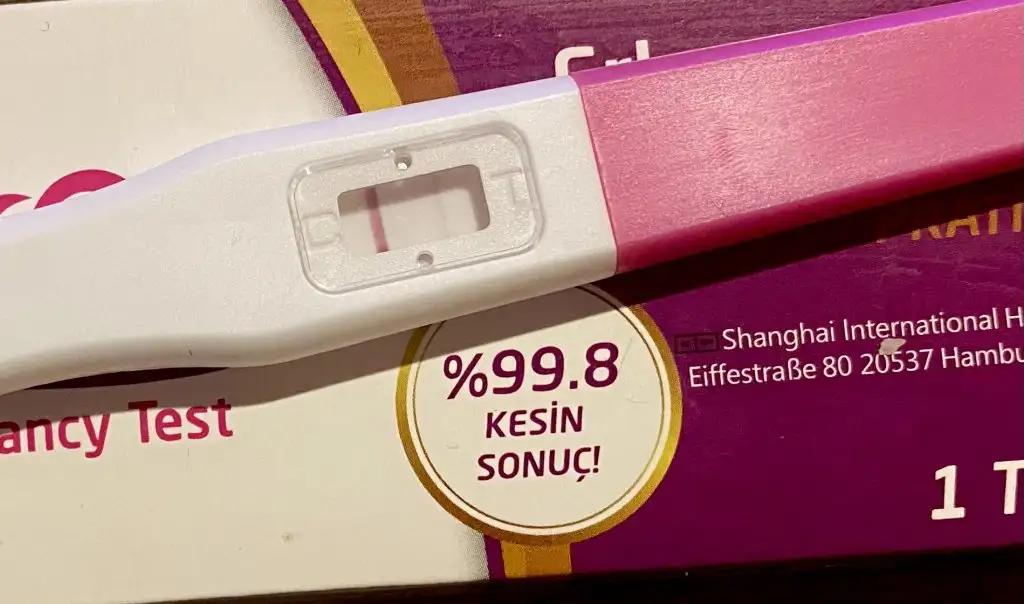 ancy Test
%99.8
KESİN
SONUÇ!
C
T
Shanghai International H
Eiffestraße 80 20537 Hambu
1 T